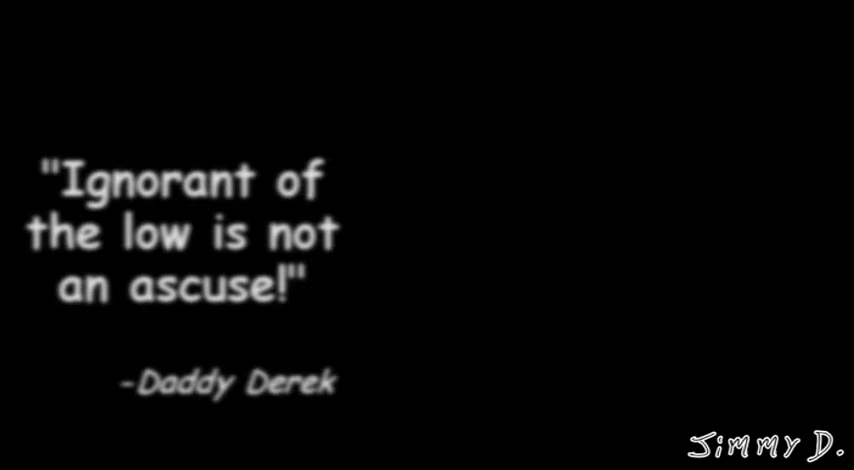 "Ignorant of
the low is not
an ascuse!"
-Daddy Derek
Jimmy D.